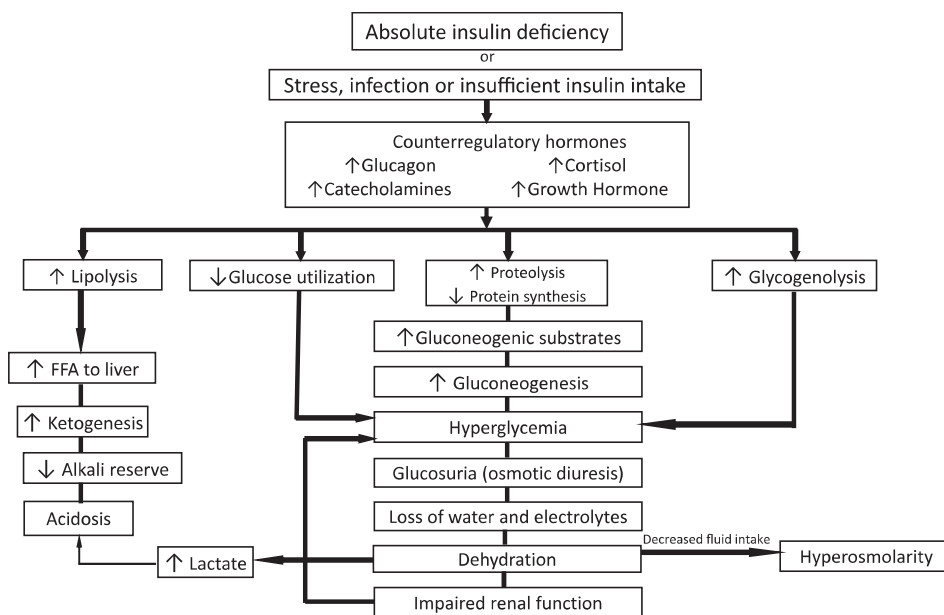 Absolute insulin deficiency
or
Stress, infection or insufficient insulin intake
Counterregulatory hormones
↑Glucagon ↑Cortisol
↑Catecholamines ↑Growth Hormone
↑ Lipolysis
↓Glucose utilization
↑ Proteolysis
↓ Protein synthesis
↑ Glycogenolysis
↑Gluconeogenic substrates
↑ FFA to liver
↑ Gluconeogenesis
↑ Ketogenesis
Hyperglycemia
↓ Alkali reserve
Glucosuria (osmotic diuresis)
Acidosis
Loss of water and electrolytes
↑ Lactate
Dehydration
Decreased fluid intake
Hyperosmolarity
Impaired renal function